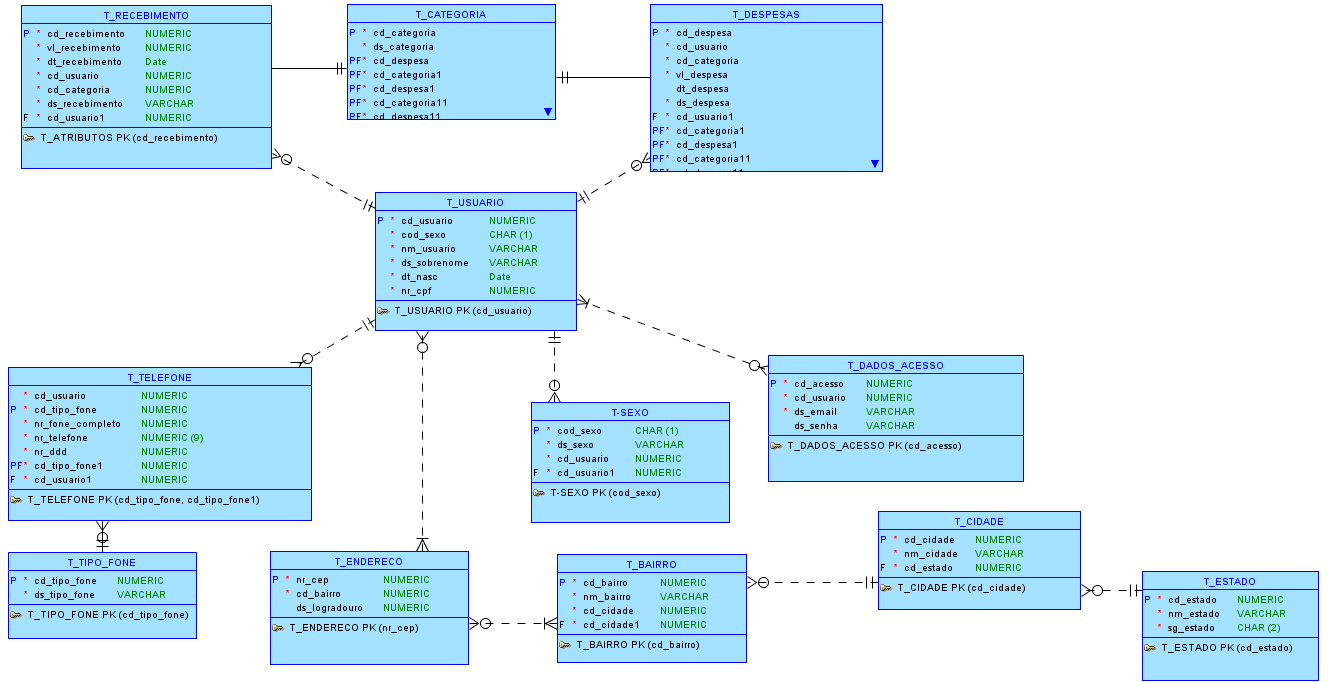 T_RECEBIMENTO
P * cd_recebimento NUMERIC
* vl_recebimento NUMERIC
* dt_recebimento Date
* cd_usuario NUMERIC
* cd_categoria NUMERIC
* ds_recebimento VARCHAR
F * cd_usuario1 NUMERIC
T_ATRIBUTOS PK (cd_recebimento)
T_CATEGORIA
P * cd_categoria
ds_categoria
PF* cd_despesa
PF* cd_categoria1
PF* cd_despesa1
PF* cd_categoria11
PF* cd_despesa11
T_DESPESAS
P * cd_despesa
* cd_usuario
* cd_categoria
* vl_despesa
dt_despesa
* ds_despesa
F * cd_usuario1
PF* cd_categoria1
PF* cd_despesa1
PF* cd_categoria11
T_USUARIO
P * cd_usuario NUMERIC
* cod_sexo CHAR (1)
* nm_usuario VARCHAR
* ds_sobrenome VARCHAR
* dt_nasc Date
* nr_cpf NUMERIC
T_USUARIO PK (cd_usuario)
T_TELEFONE
* cd_usuario NUMERIC
P * cd_tipo_fone NUMERIC
* nr_fone_completo NUMERIC
* nr_telefone NUMERIC (9)
* nr_ddd NUMERIC
PF* cd_tipo_fone1 NUMERIC
F * cd_usuario1 NUMERIC
T_TELEFONE PK (cd_tipo_fone, cd_tipo_fone1)
T-SEXO
P * cod_sexo CHAR (1)
* ds_sexo VARCHAR
* cd_usuario NUMERIC
F * cd_usuario1 NUMERIC
T-SEXO PK (cod_sexo)
T_DADOS_ACESSO
P * cd_acesso NUMERIC
* cd_usuario NUMERIC
* ds_email VARCHAR
ds_senha VARCHAR
T_DADOS_ACESSO PK (cd_acesso)
T_TIPO_FONE
P * cd_tipo_fone NUMERIC
* ds_tipo_fone VARCHAR
T_TIPO_FONE PK (cd_tipo_fone)
T_ENDERECO
P * nr_cep NUMERIC
* cd_bairro NUMERIC
ds_logradouro NUMERIC
T_ENDERECO PK (nr_cep)
T_BAIRRO
P * cd_bairro NUMERIC
* nm_bairro VARCHAR
* cd_cidade NUMERIC
F * cd_cidade1 NUMERIC
T_BAIRRO PK (cd_bairro)
T_CIDADE
P * cd_cidade NUMERIC
* nm_cidade VARCHAR
F * cd_estado NUMERIC
T_CIDADE PK (cd_cidade)
T_ESTADO
P * cd_estado NUMERIC
* nm_estado VARCHAR
* sg_estado CHAR (2)
T_ESTADO PK (cd_estado)